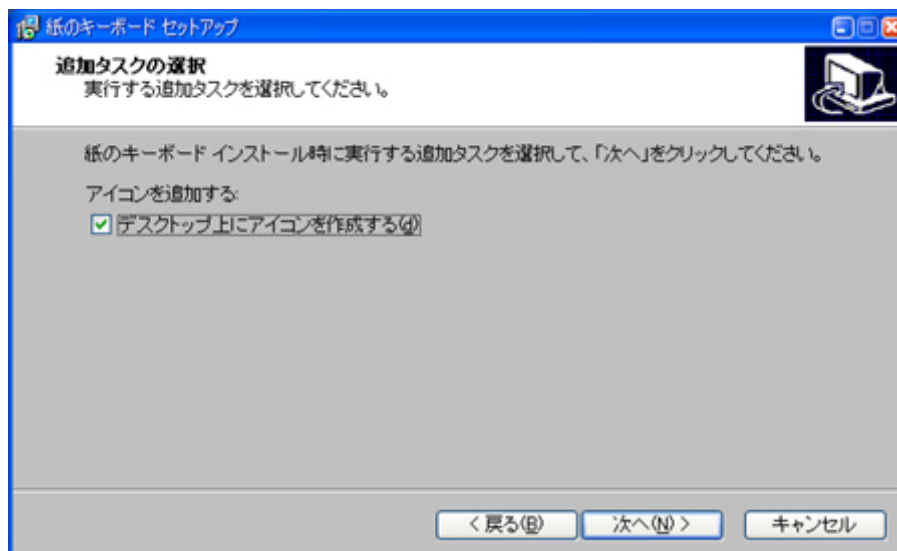 紙のキーボード セットアップ
追加タスクの選択
実行する追加タスクを選択してください。
紙のキーボード インストール時に実行する追加タスクを選択して、「次へ」をクリックしてください。
アイコンを追加する:
デスクトップ上にアイコンを作成する(d)
< 戻る(B) 次へ(N) > キャンセル